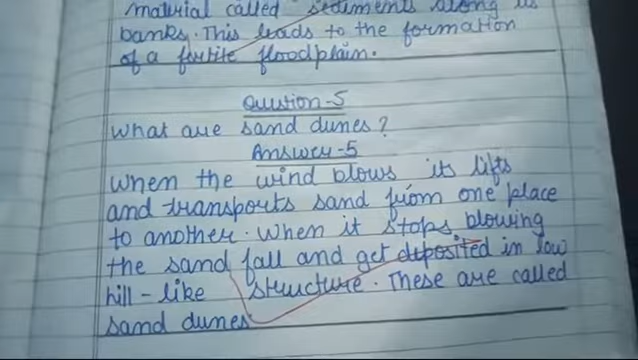 material called sediments along its
banks. This leads to the formation
of a fertile floodplain.
Question-5
What are sand dunes?
Answer-5
When the wind blows its lifts
and transports sand from one place
to another. When it stops blowing
the sand fall and get deposited in low
hill-like structure. These are called
sand dunes